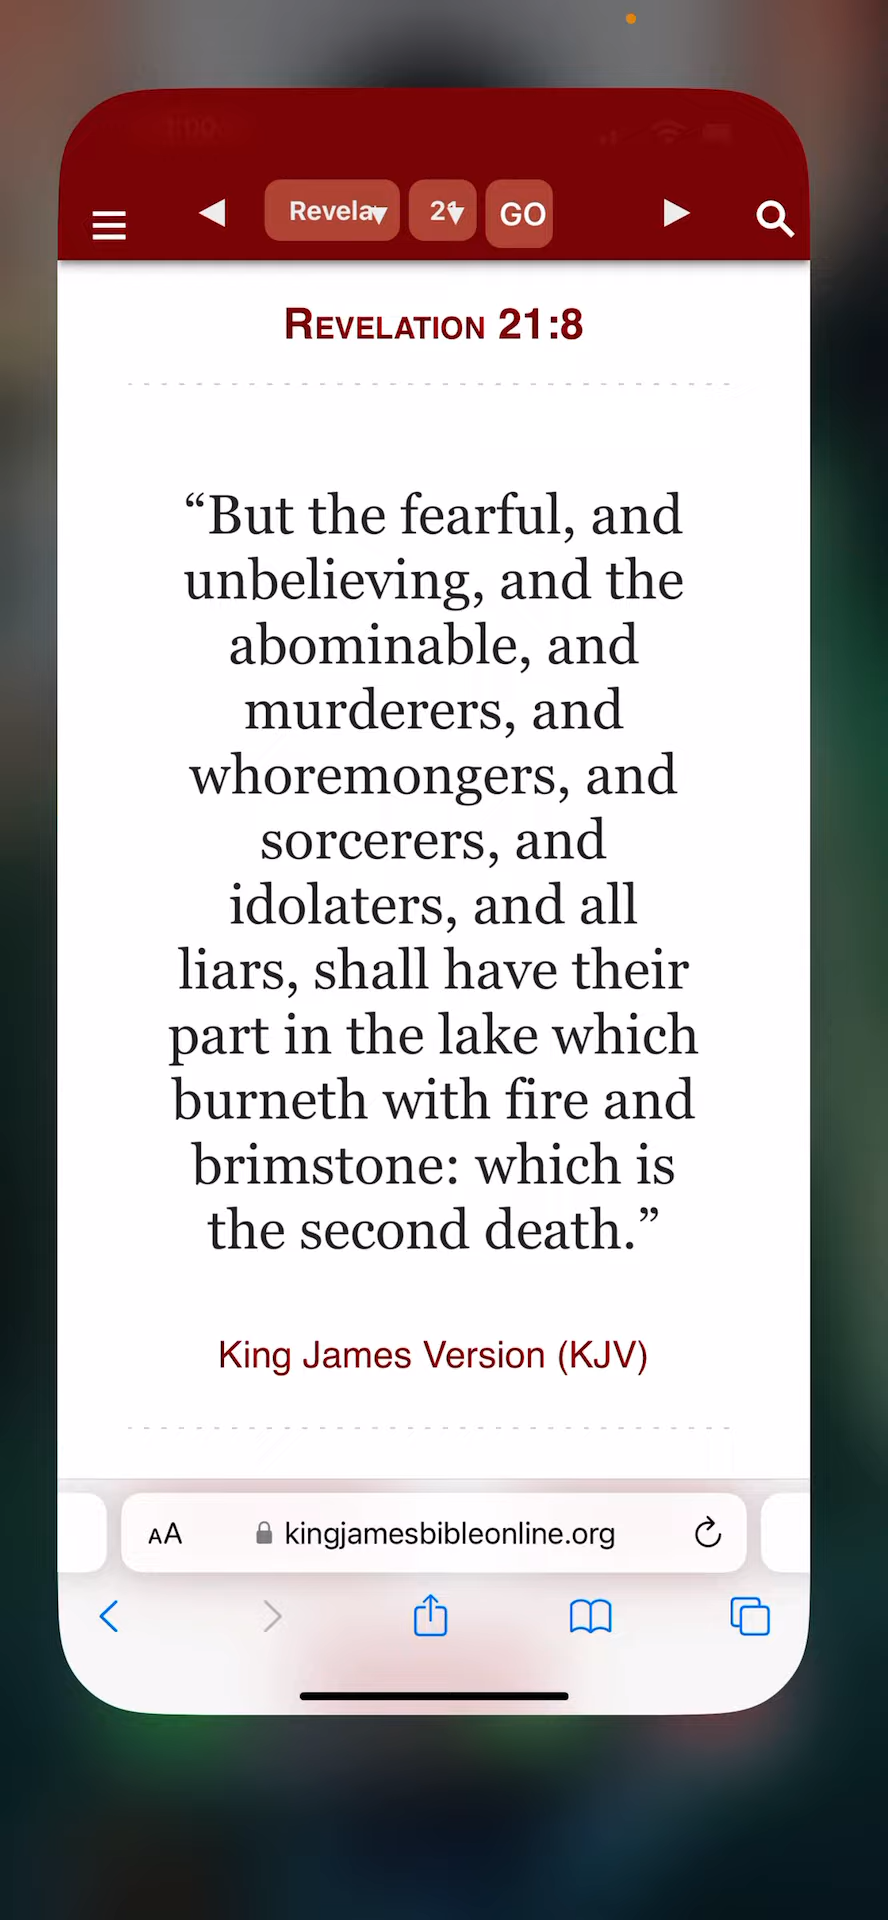 Revela
21
GO
REVELATION 21:8
“But the fearful, and
unbelieving, and the
abominable, and
murderers, and
whoremongers, and
sorcerers, and
idolaters, and all
liars, shall have their
part in the lake which
burneth with fire and
brimstone: which is
the second death.”
King James Version (KJV)
AA
kingjamesbibleonline.org